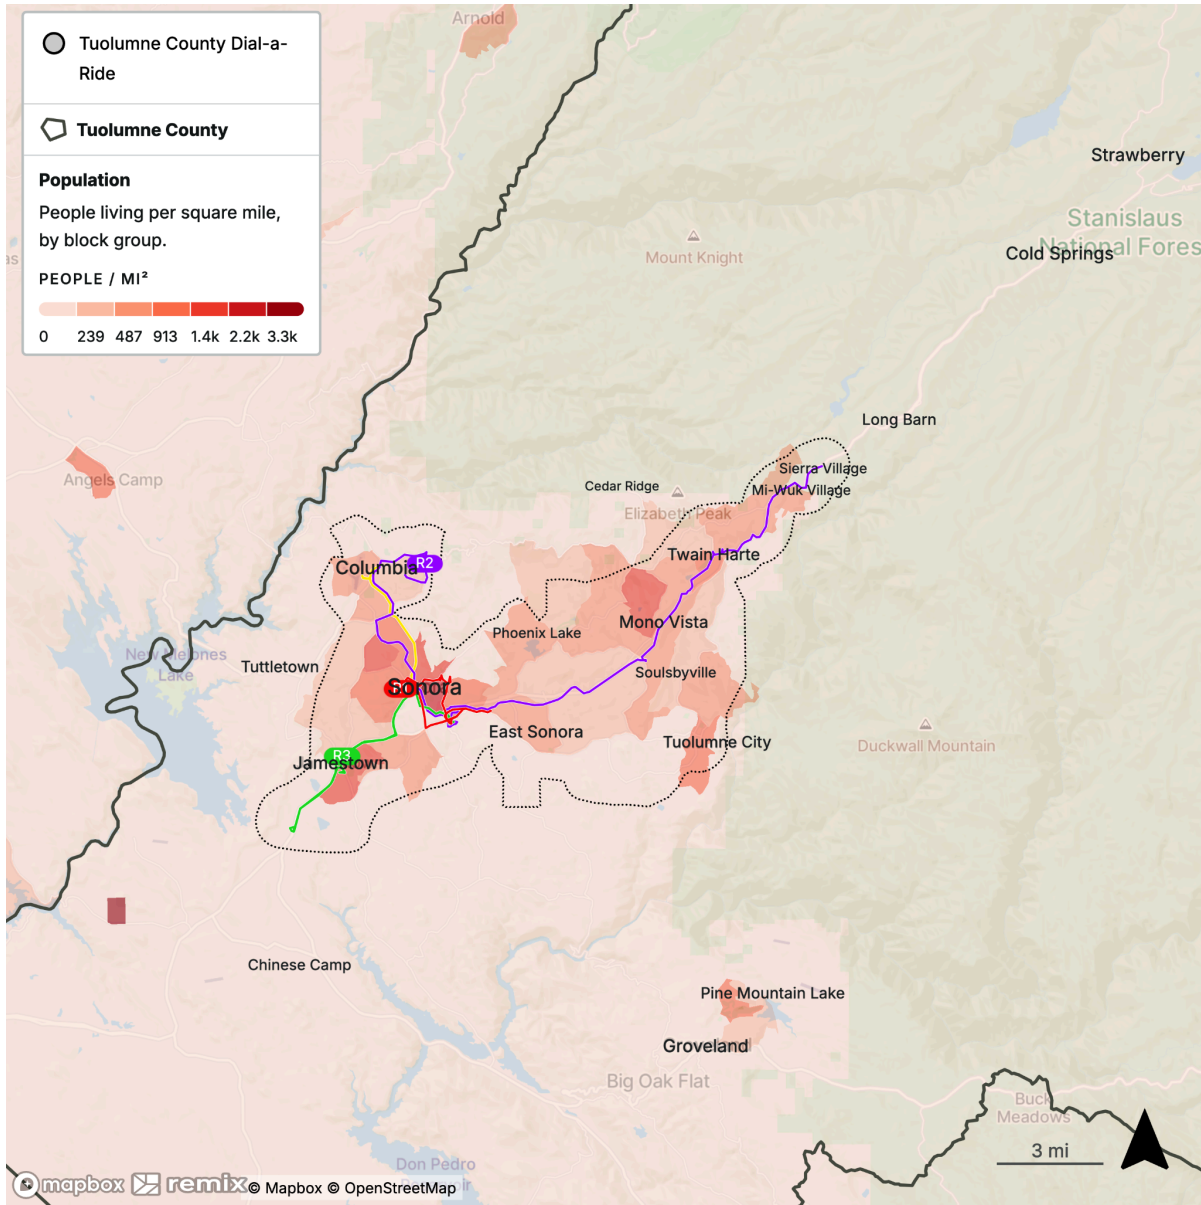 Tuolumne County Dial-a-
Ride
Tuolumne County
Population
People living per square mile,
by block group.
PEOPLE / MI²
0 239 487 913 1.4k 2.2k 3.3k
Arnold
Strawberry
Stanislaus
National Fores
Cold Springs
as
Mount Knight
Long Barn
Angels Camp
Sierra Village
Cedar Ridge
Mi-Wuk Village
Elizabeth Peak
Twain Harte
Columbia
R2
Mono Vista
Phoenix Lake
New Melones
Lake
Tuttletown
Soulsbyville
Sonora
East Sonora
Tuolumne City
Duckwall Mountain
R3
Jamestown
Chinese Camp
Pine Mountain Lake
Groveland
Big Oak Flat
Buck
Meadows
3 mi
Don Pedro
Reservoir
mapbox remix © Mapbox © OpenStreetMap